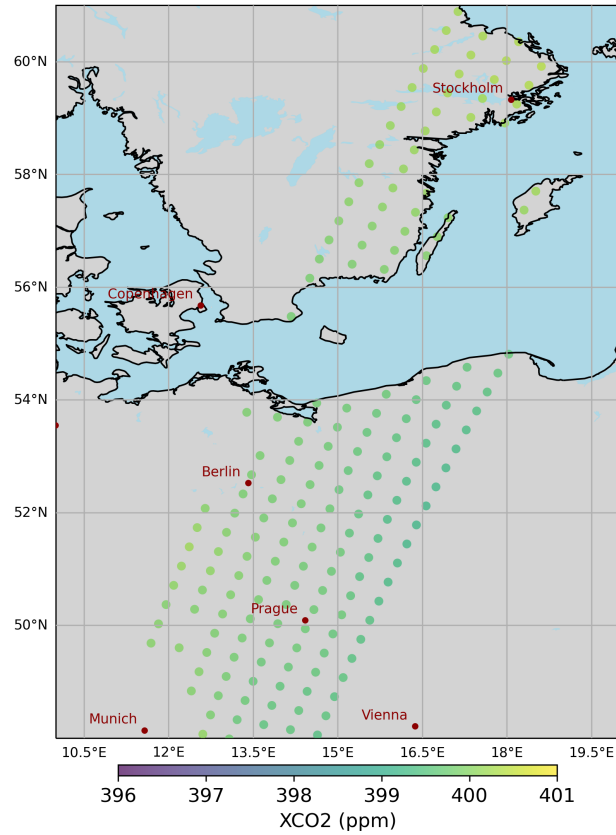 60°N
Stockholm
58°N
56°N
Copenhagen
54°N
Berlin
52°N
Prague
50°N
Munich
Vienna
10.5°E 12°E 13.5°E 15°E 16.5°E 18°E 19.5°E
396 397 398 399 400 401
XCO2 (ppm)